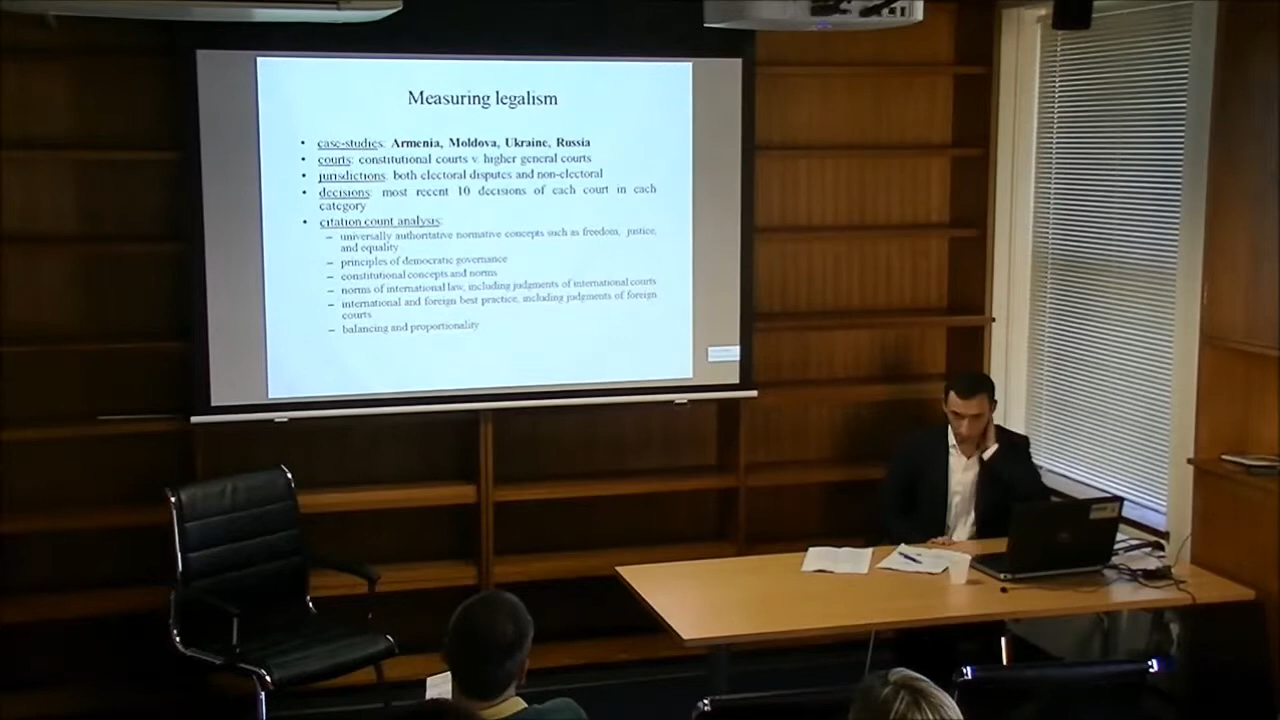 Measuring legalism
• case-studies: Armenia, Moldova, Ukraine, Russia
• courts: constitutional courts v. higher general courts
• jurisdictions: both electoral disputes and non-electoral
• decisions: most recent 10 decisions of each court in each
category
• citation count analysis:
– universally authoritative normative concepts such as freedom, justice,
and equality
– principles of democratic governance
– constitutional concepts and norms
– norms of international law, including judgments of international courts
– international and foreign best practice, including judgments of foreign
courts
– balancing and proportionality